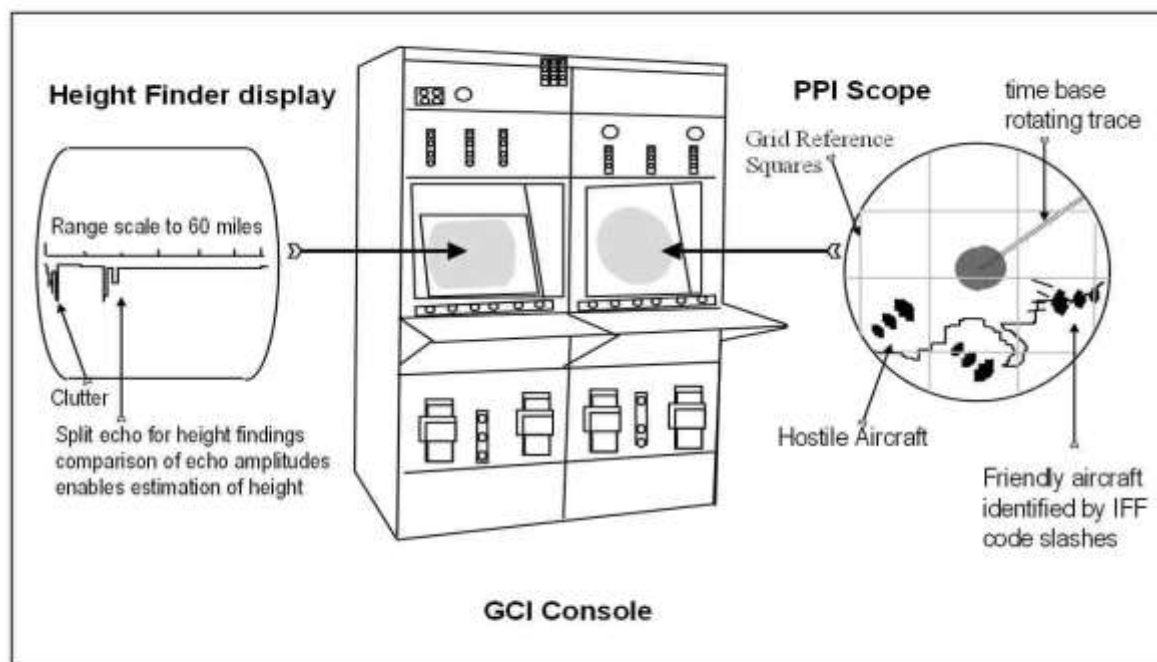 Height Finder display
Range scale to 60 miles
Clutter
Split echo for height findings
comparison of echo amplitudes
enables estimation of height
PPI Scope
time base
rotating trace
Grid Reference
Squares
Hostile Aircraft
Friendly aircraft
identified by IFF
code slashes
GCI Console